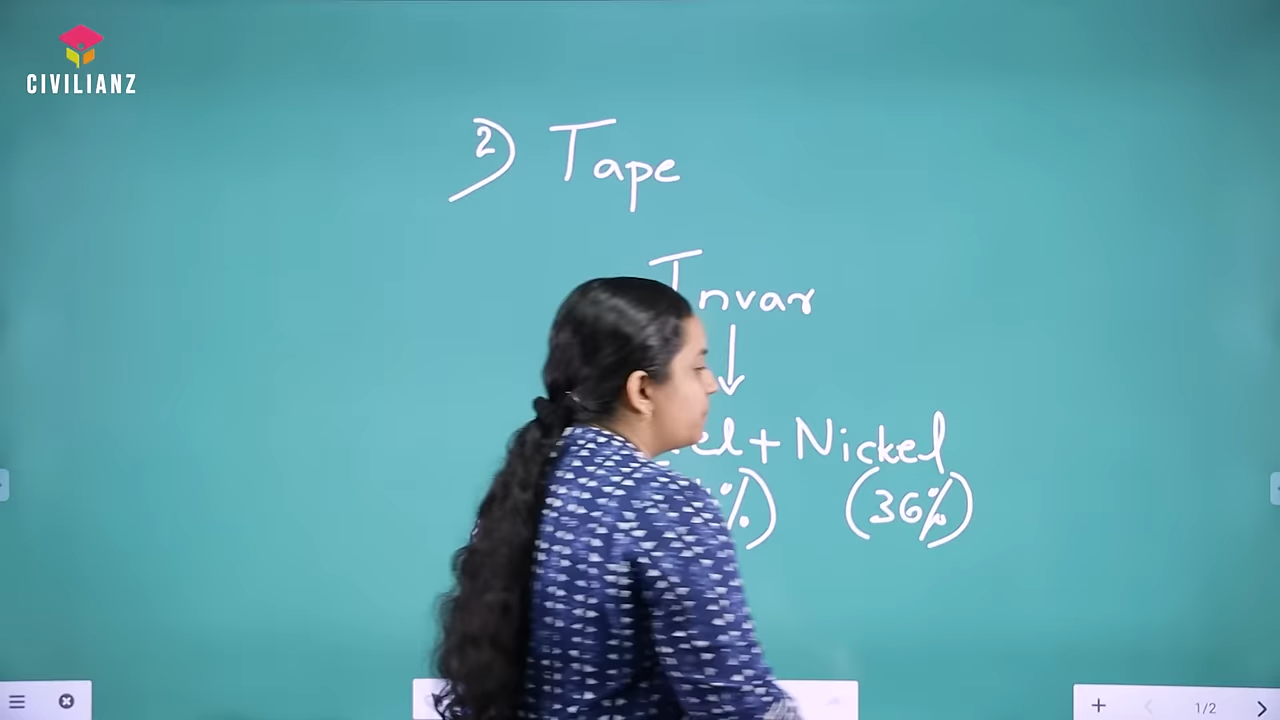 CIVILIANZ
2) Tape
Invar
+ Nickel
%) (36%)
1/2